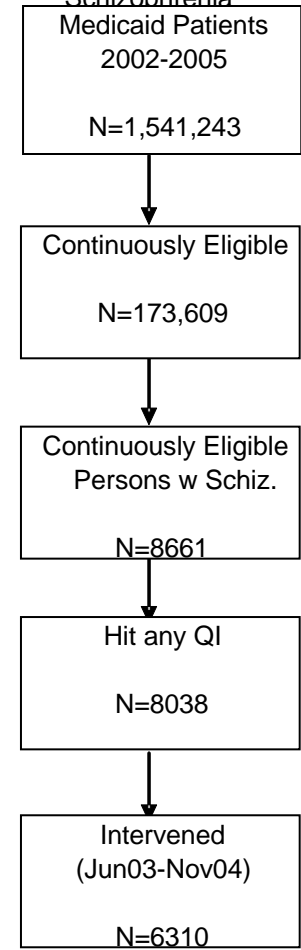 Schizophrenia
Medicaid Patients
2002-2005
N=1,541,243
Continuously Eligible
N=173,609
Continuously Eligible
Persons w Schiz.
N=8661
Hit any QI
N=8038
Intervened
(Jun03-Nov04)
N=6310